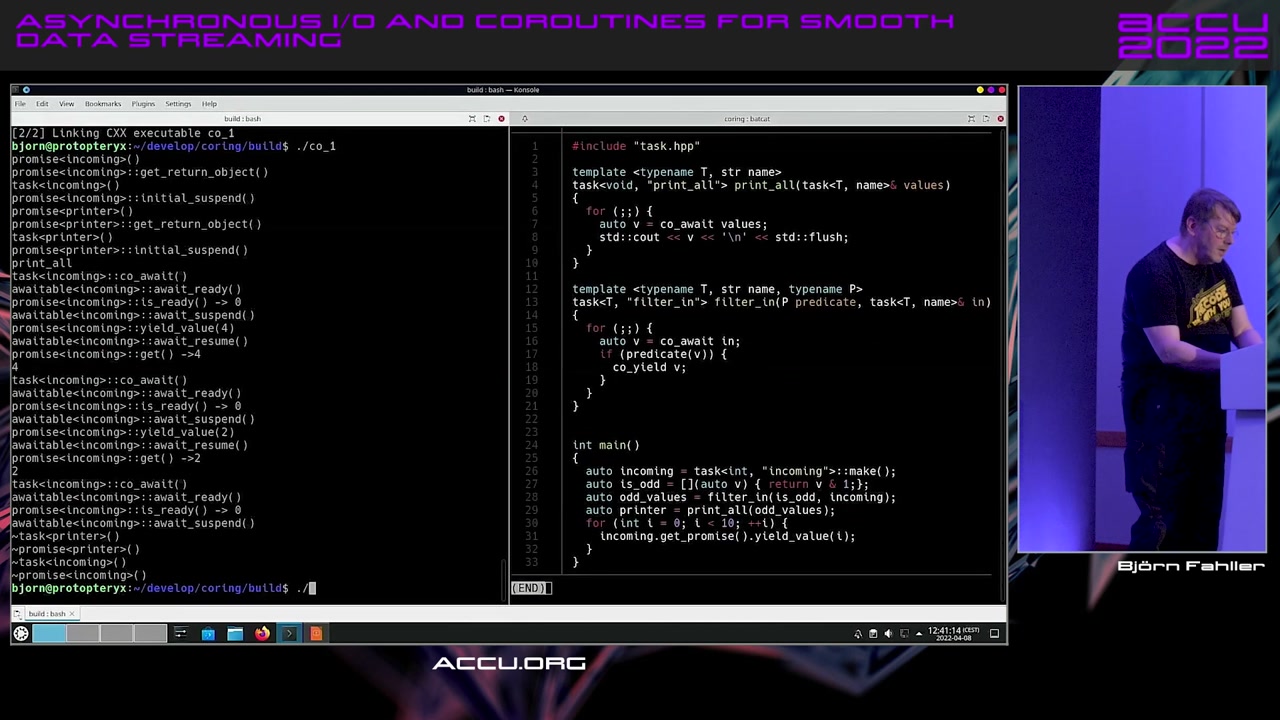 ASYNCHRONOUS I/O AND COROUTINES FOR SMOOTH
DATA STREAMING
ACCU
2022
build : bash — Konsole
File Edit View Bookmarks Plugins Settings Help
build : bash
[2/2] Linking CXX executable co_1
bjorn@protopteryx:~/develop/coring/build$ ./co_1
promise<incoming>()
promise<incoming>::get_return_object()
task<incoming>()
promise<incoming>::initial_suspend()
promise<printer>()
promise<printer>::get_return_object()
task<printer>()
promise<printer>::initial_suspend()
print_all
task<incoming>::co_await()
awaitable<incoming>::await_ready()
promise<incoming>::is_ready() -> 0
awaitable<incoming>::await_suspend()
promise<incoming>::yield_value(4)
awaitable<incoming>::await_resume()
promise<incoming>::get() ->4
4
task<incoming>::co_await()
awaitable<incoming>::await_ready()
promise<incoming>::is_ready() -> 0
awaitable<incoming>::await_suspend()
promise<incoming>::yield_value(2)
awaitable<incoming>::await_resume()
promise<incoming>::get() ->2
2
task<incoming>::co_await()
awaitable<incoming>::await_ready()
promise<incoming>::is_ready() -> 0
awaitable<incoming>::await_suspend()
~task<printer>()
~promise<printer>()
~task<incoming>()
~promise<incoming>()
bjorn@protopteryx:~/develop/coring/build$ ./
coring : batcat
1 #include "task.hpp"
2
3 template <typename T, str name>
4 task<void, "print_all"> print_all(task<T, name>& values)
5 {
6 for (;;) {
7 auto v = co_await values;
8 std::cout << v << '\n' << std::flush;
9 }
10 }
11
12 template <typename T, str name, typename P>
13 task<T, "filter_in"> filter_in(P predicate, task<T, name>& in)
14 {
15 for (;;) {
16 auto v = co_await in;
17 if (predicate(v)) {
18 co_yield v;
19 }
20 }
21 }
22
23
24 int main()
25 {
26 auto incoming = task<int, "incoming">::make();
27 auto is_odd = [](auto v) { return v & 1;};
28 auto odd_values = filter_in(is_odd, incoming);
29 auto printer = print_all(odd_values);
30 for (int i = 0; i < 10; ++i) {
31 incoming.get_promise().yield_value(i);
32 }
33 }
(END)
build : bash
12:41:14 (CEST)
2022-04-08
Björn Fahller
ACCU.ORG